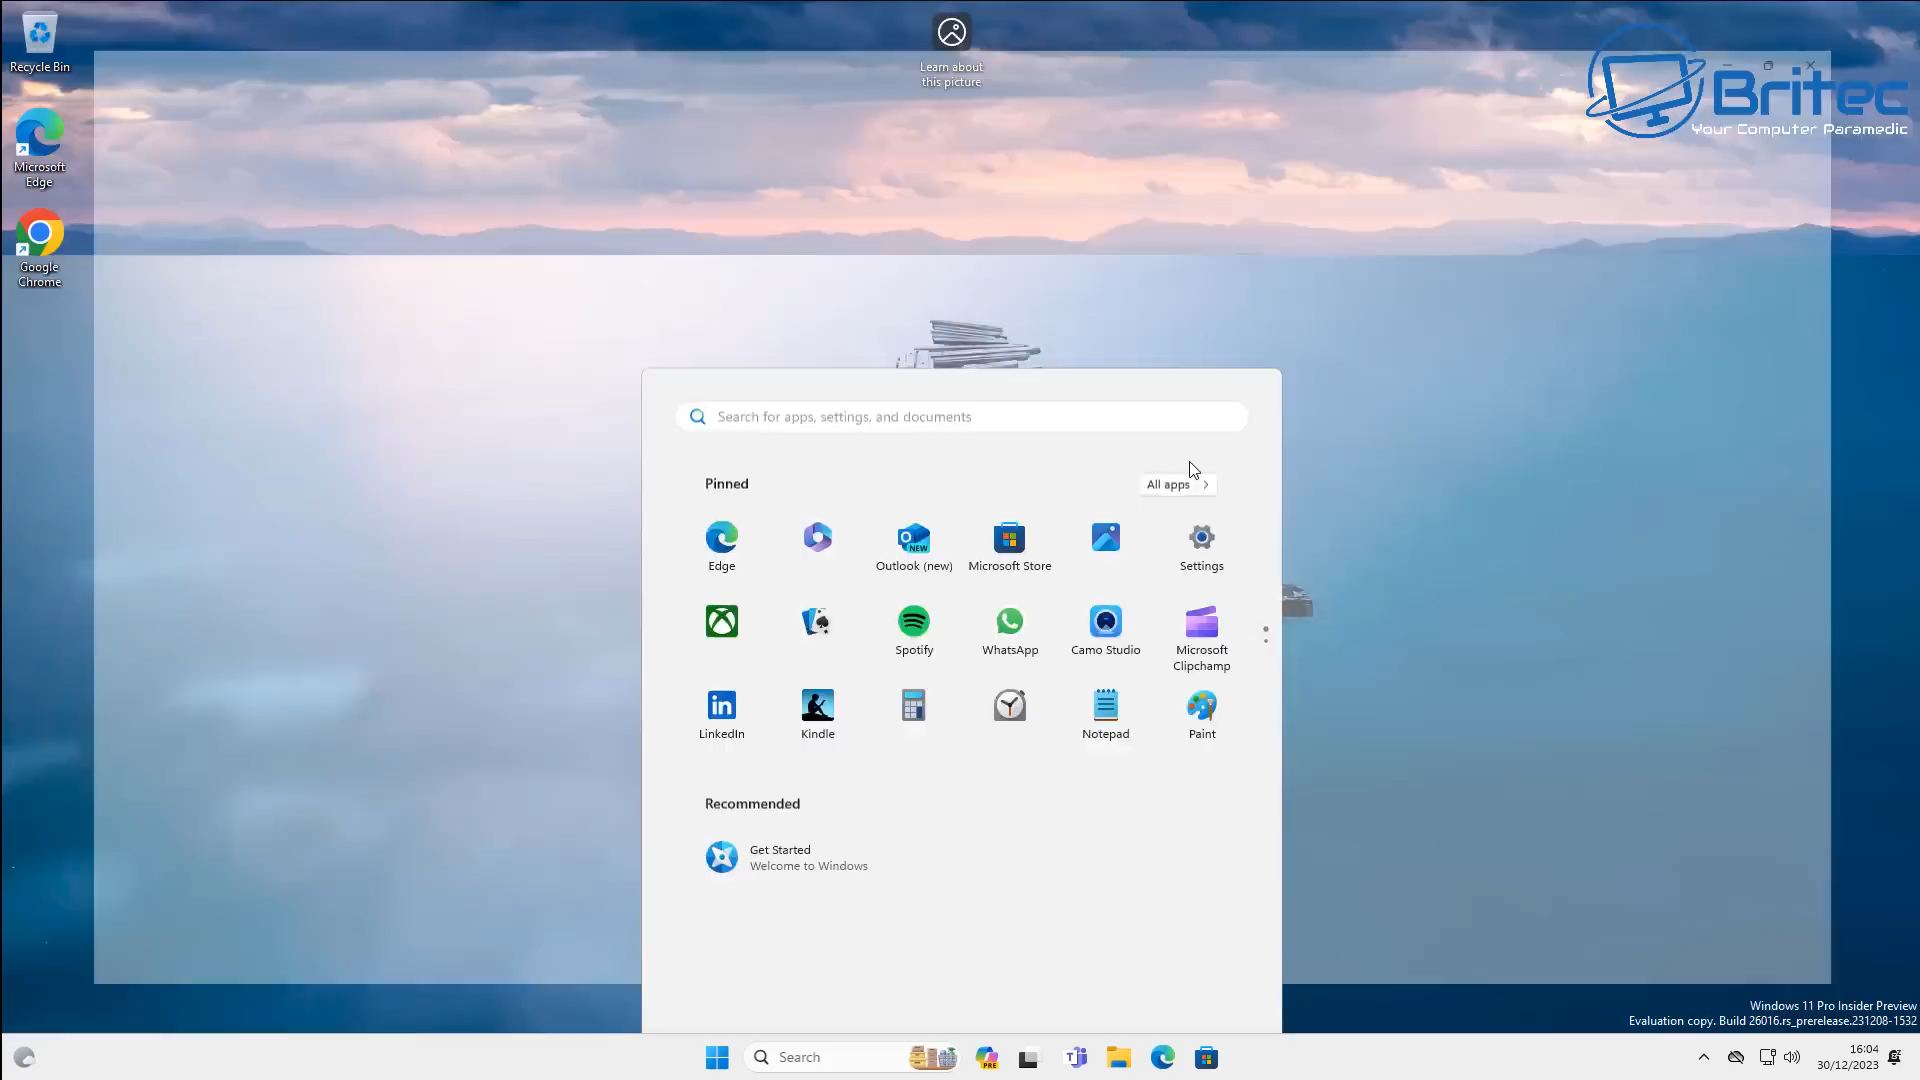 Recycle Bin
Learn about
this picture
Britec
Your Computer Paramedic
Microsoft
Edge
Google
Chrome
Search for apps, settings, and documents
Pinned
All apps
Edge
Outlook (new)
NEW
Microsoft Store
Settings
Spotify
WhatsApp
Camo Studio
Microsoft
Clipchamp
in
LinkedIn
Kindle
Notepad
Paint
Recommended
Get Started
Welcome to Windows
Windows 11 Pro Insider Preview
Evaluation copy. Build 26016.rs_prerelease.231208-1532
Search
PRE
16:04
30/12/2023